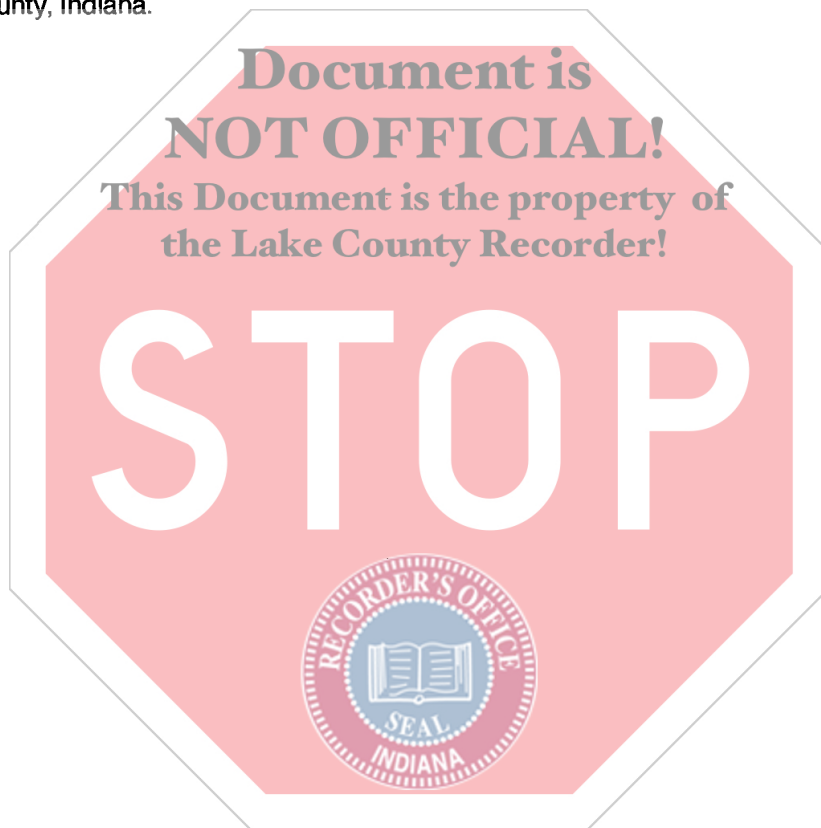 unty, Indiana.
Document is
NOT OFFICIAL!
This Document is the property of
the Lake County Recorder!
STOP
RECORDER'S OFFICE
SEAL
INDIANA